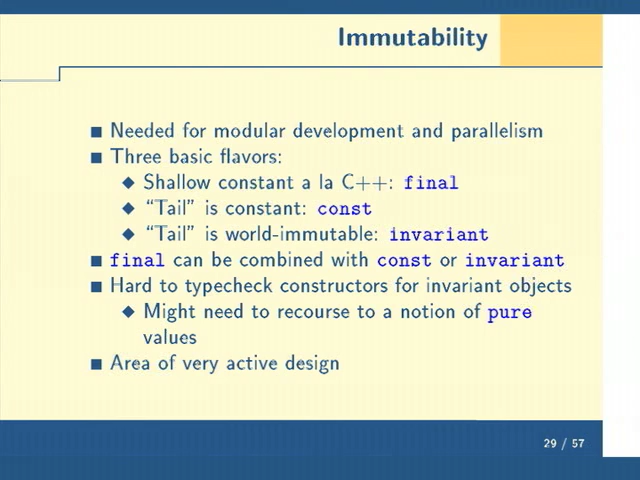 Immutability
■ Needed for modular development and parallelism
■ Three basic flavors:
◆ Shallow constant a la C++: final
◆ “Tail” is constant: const
◆ “Tail” is world-immutable: invariant
■ final can be combined with const or invariant
■ Hard to typecheck constructors for invariant objects
◆ Might need to recourse to a notion of pure
values
■ Area of very active design
29 / 57